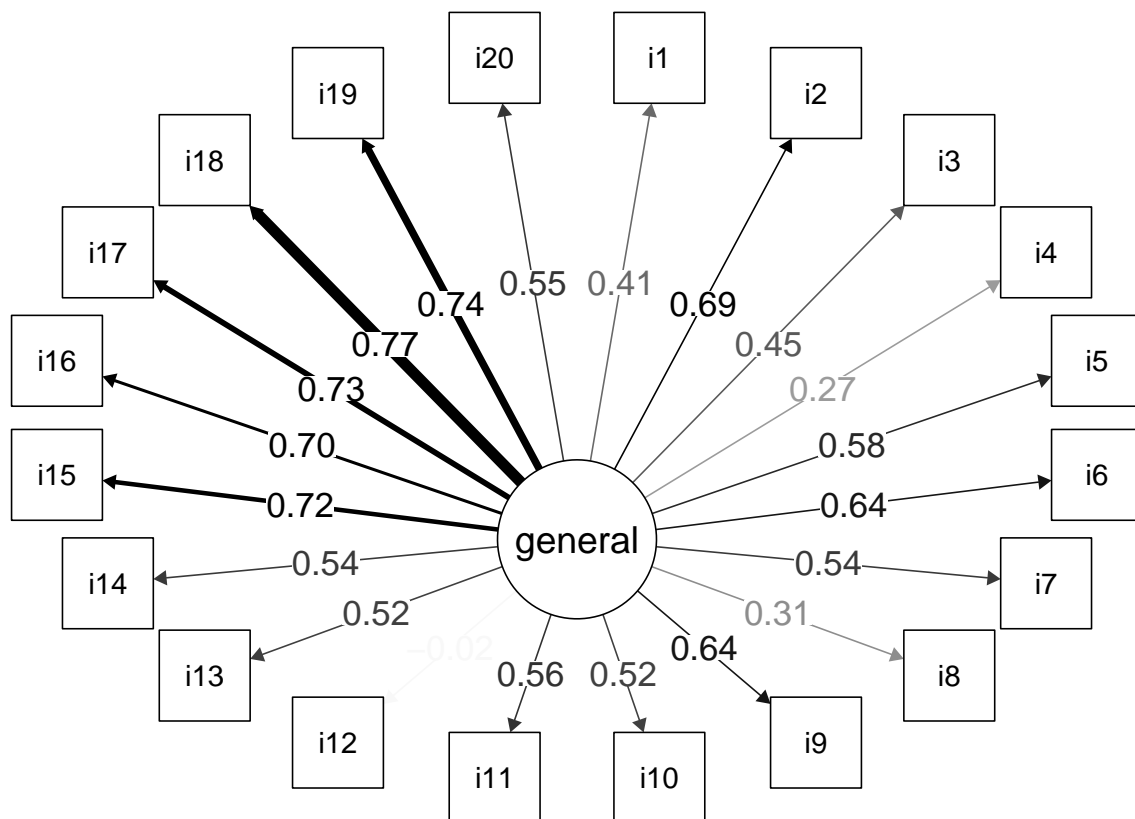 i20
i1
i19
i2
i18
i3
i17
i4
0.55
0.41
0.74
0.69
i16
0.77
0.45
i5
0.73
0.27
0.70
0.58
i15
i6
0.72
0.64
general
0.54
0.54
i14
i7
0.52
0.31
−0.02
0.64
i13
0.56
0.52
i8
i12
i9
i11
i10